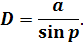 D = a / sin p.